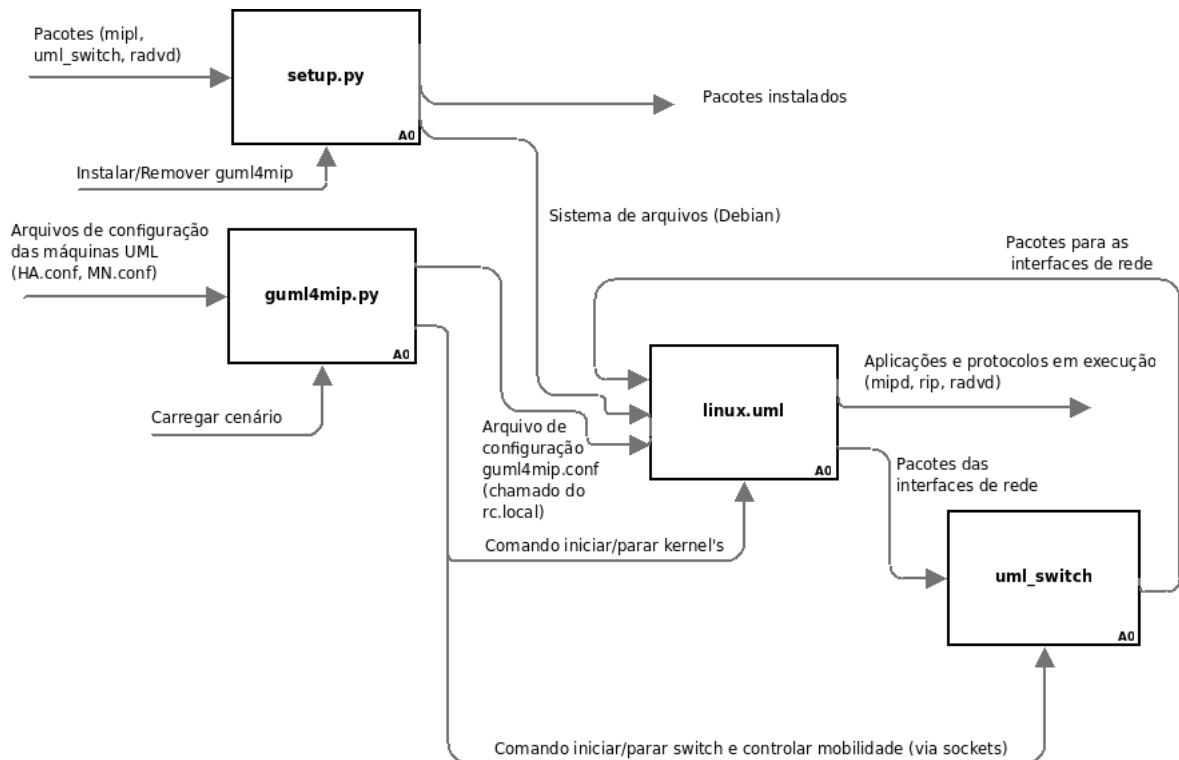 Pacotes (mipl,
uml_switch, radvd)
setup.py
A0
Pacotes instalados
Instalar/Remover guml4mip
Arquivos de configuração
das máquinas UML
(HA.conf, MN.conf)
guml4mip.py
A0
Carregar cenário
Sistema de arquivos (Debian)
Pacotes para as
interfaces de rede
linux.uml
A0
Aplicações e protocolos em execução
(mipd, rip, radvd)
Arquivo de
configuração
guml4mip.conf
(chamado do
rc.local)
Pacotes das
interfaces de rede
Comando iniciar/parar kernel's
uml_switch
A0
Comando iniciar/parar switch e controlar mobilidade (via sockets)